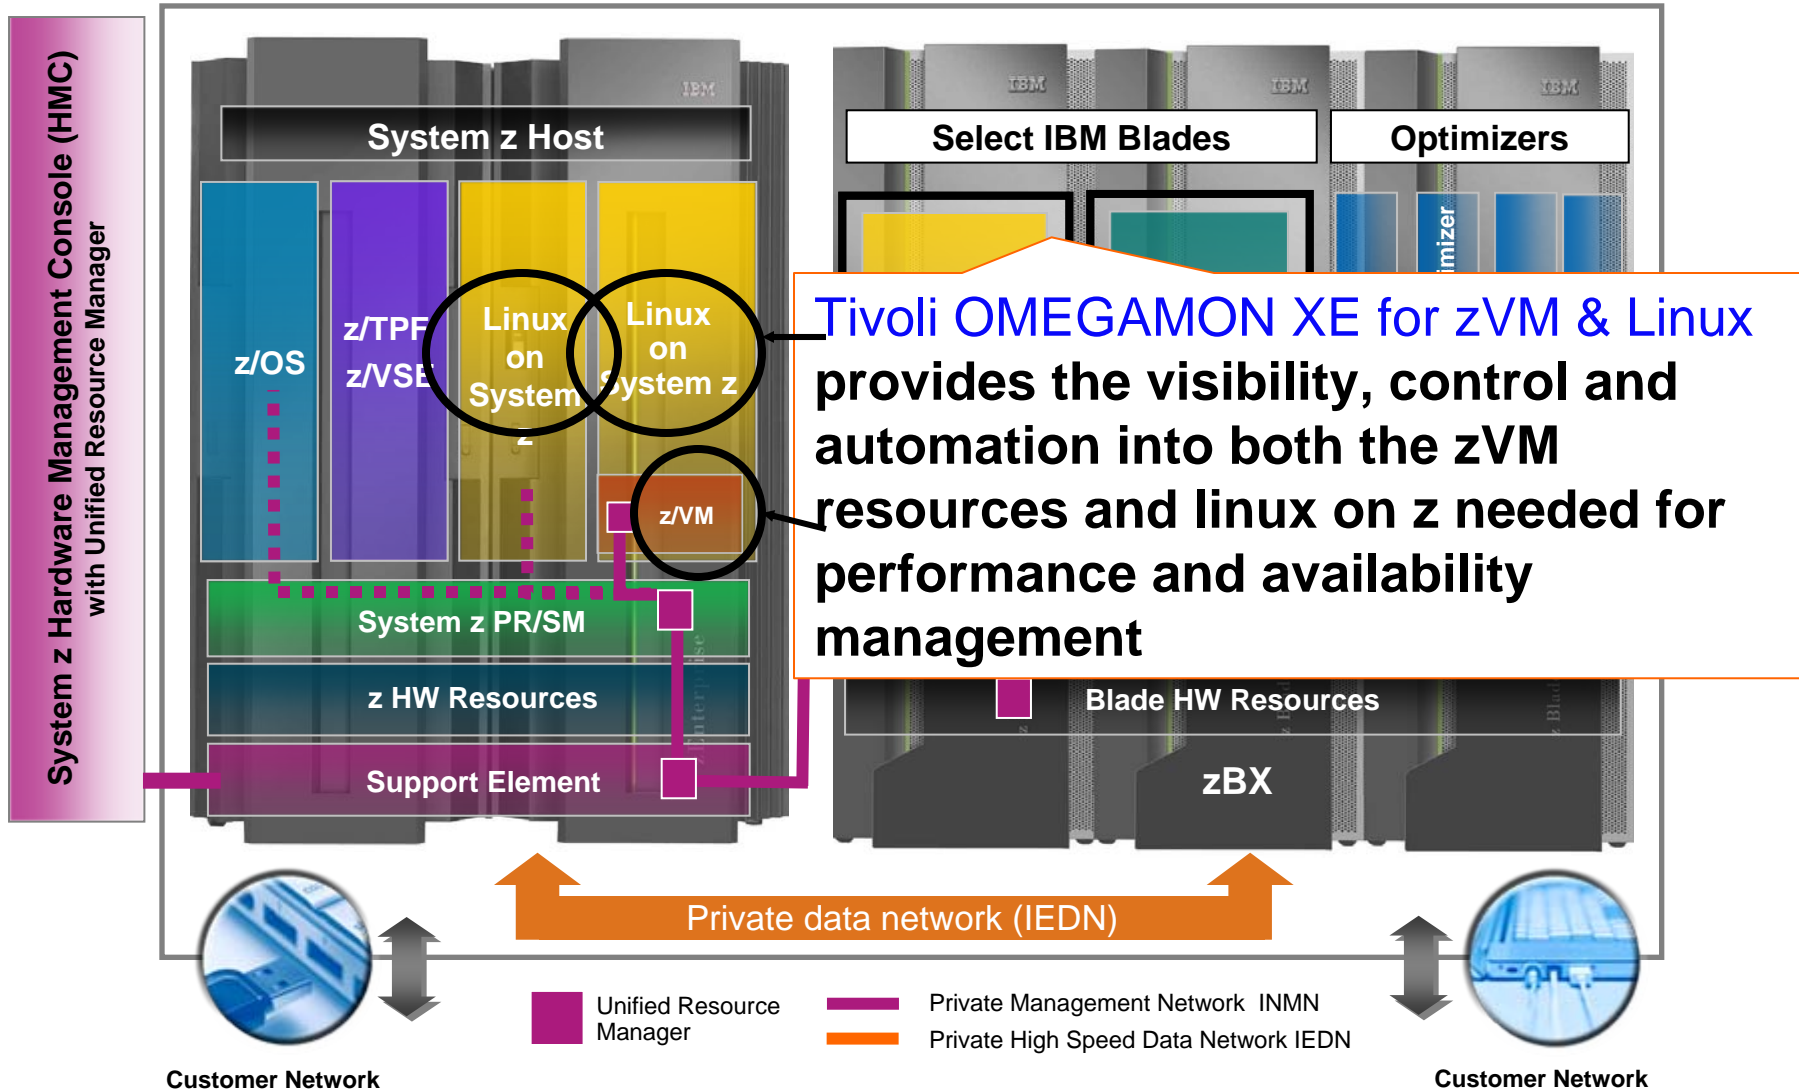 System z Hardware Management Console (HMC)
with Unified Resource Manager
IBM
System z Host
z/OS
z/TPF
z/VSE
Linux
on
System
z
Linux
on
System z
z/VM
System z PR/SM
z HW Resources
Support Element
zEnterprise
IBM
IBM
IBM
Select IBM Blades
Optimizers
Tivoli OMEGAMON XE for zVM & Linux
provides the visibility, control and
automation into both the zVM
resources and linux on z needed for
performance and availability
management
Blade HW Resources
zBX
Private data network (IEDN)
Unified Resource
Manager
Private Management Network INMN
Private High Speed Data Network IEDN
Customer Network
Customer Network